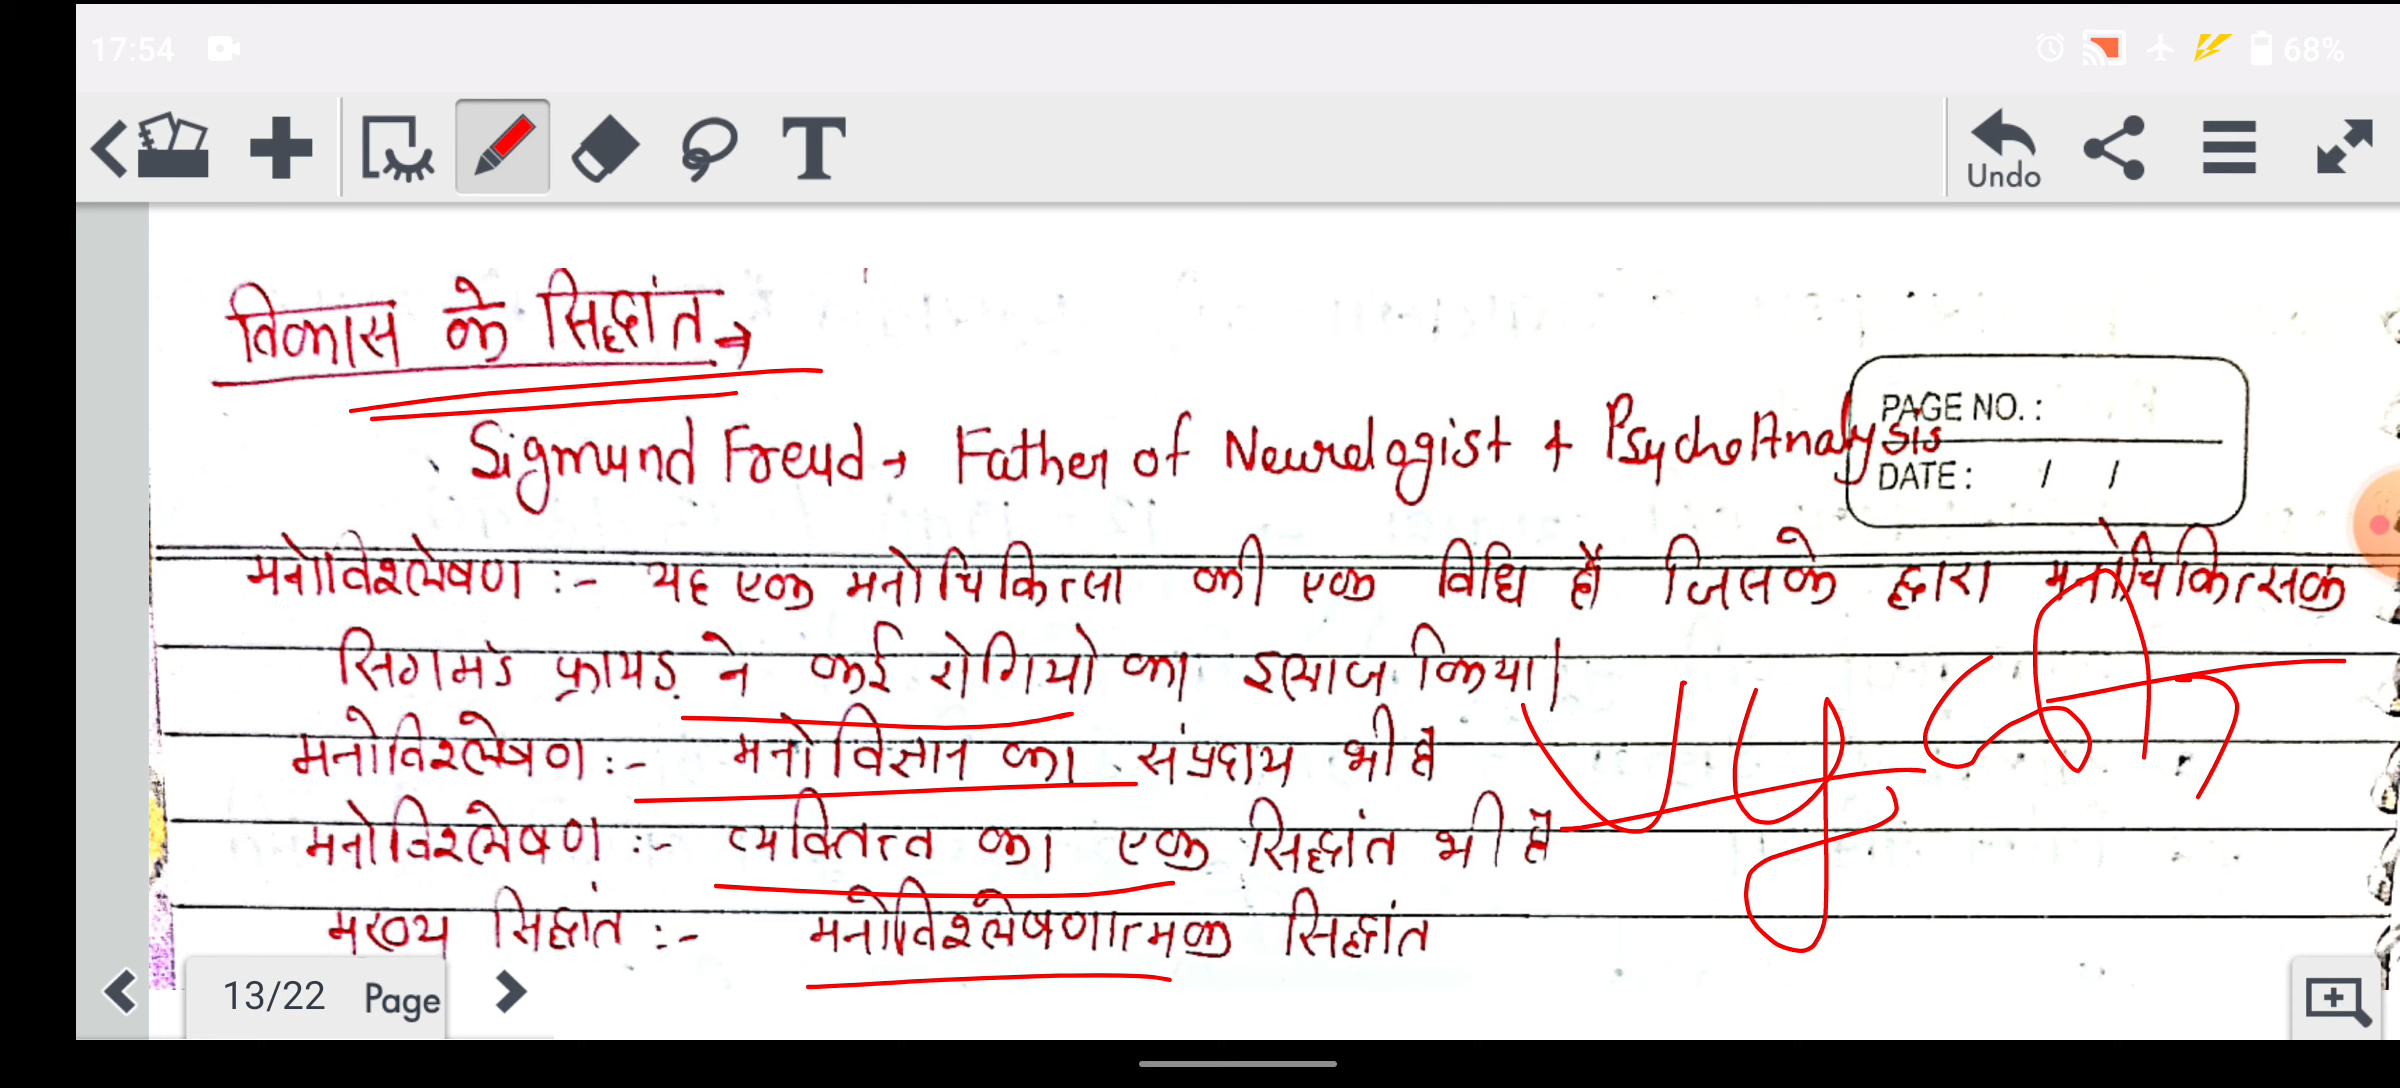 17:54 68%
T Undo
विकास के सिद्धांत →
PAGE NO. :
Sigmund Freud → Father of Neurologist + PsychoAnalysis
DATE : / /
मनोविश्लेषण :- यह एक मनोचिकित्सा की एक विधि है जिसके द्वारा मनोचिकित्सक
सिगमंड फ्रायड ने कई रोगियो का इलाज किया।
मनोविश्लेषण :- मनोविज्ञान का संप्रदाय भी है
मनोविश्लेषण :- व्यक्तित्व का एक सिद्धांत भी है
मुख्य सिद्धांत :- मनोविश्लेषणात्मक सिद्धांत
13/22 Page